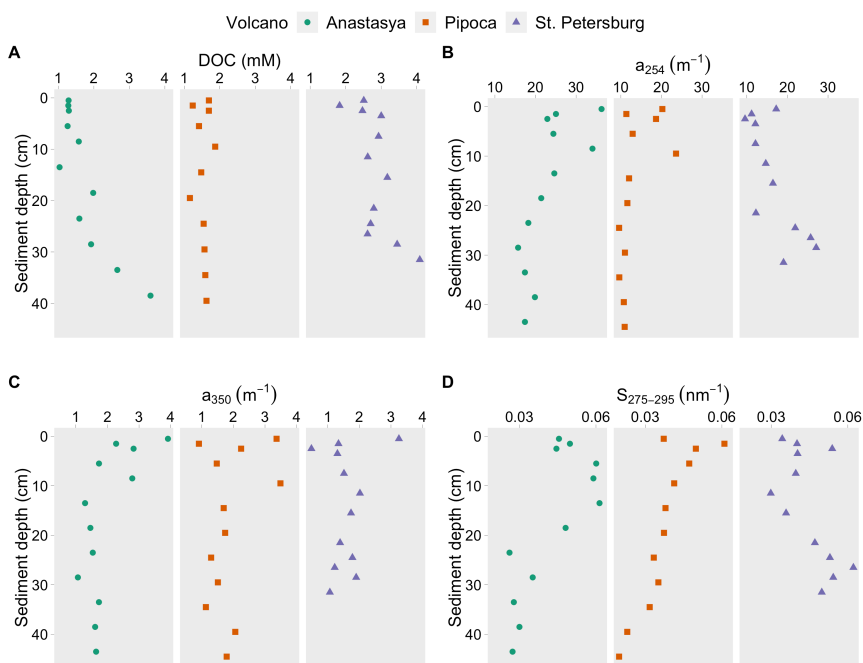 Volcano Anastasya Pipoca St. Petersburg
A
DOC (mM)
1 2 3 4 1 2 3 4 1 2 3 4
Sediment depth (cm)
0
10
20
30
40
B
a₂₅₄ (m⁻¹)
10 20 30 10 20 30 10 20 30
Sediment depth (cm)
0
10
20
30
40
C
a₃₅₀ (m⁻¹)
1 2 3 4 1 2 3 4 1 2 3 4
Sediment depth (cm)
0
10
20
30
40
D
S₂₇₅₋₂₉₅ (nm⁻¹)
0.03 0.06 0.03 0.06 0.03 0.06
Sediment depth (cm)
0
10
20
30
40